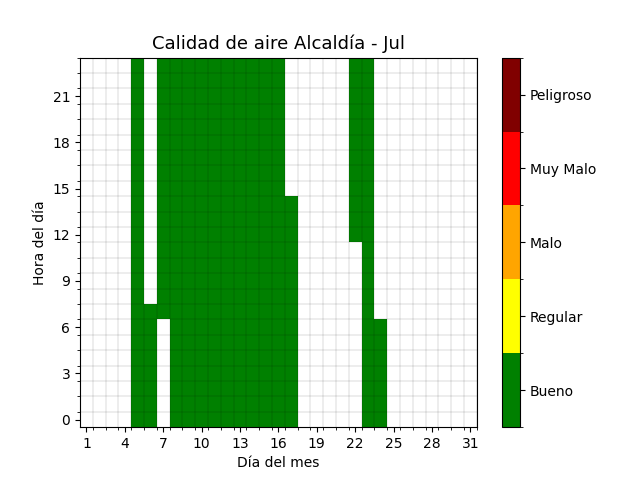 Calidad de aire Alcaldía - Jul
Hora del día
21
18
15
12
9
6
3
0
1 4 7 10 13 16 19 22 25 28 31
Día del mes
Peligroso
Muy Malo
Malo
Regular
Bueno